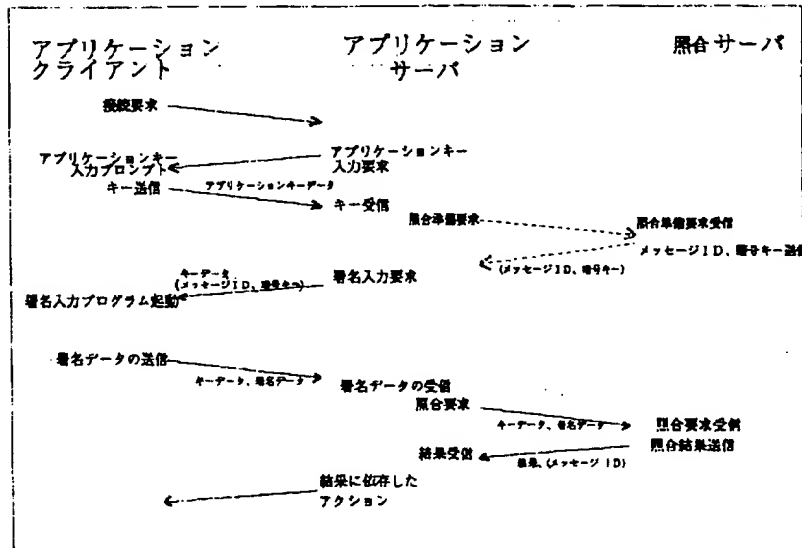 アプリケーション
クライアント
アプリケーション
サーバ
照合サーバ
接続要求
アプリケーションキー
入力プロンプト
アプリケーションキー
入力要求
キー送信
アプリケーションキーデータ
キー受信
照合準備要求
照合準備要求受信
メッセージID、暗号キー送信
(メッセージID、暗号キー)
キーデータ
(メッセージID、暗号キー)
署名入力要求
署名入力プログラム起動
署名データの送信
キーデータ、署名データ
署名データの受信
照合要求
キーデータ、署名データ
照合要求受信
照合結果送信
結果受信
結果、(メッセージID)
結果に依存した
アクション